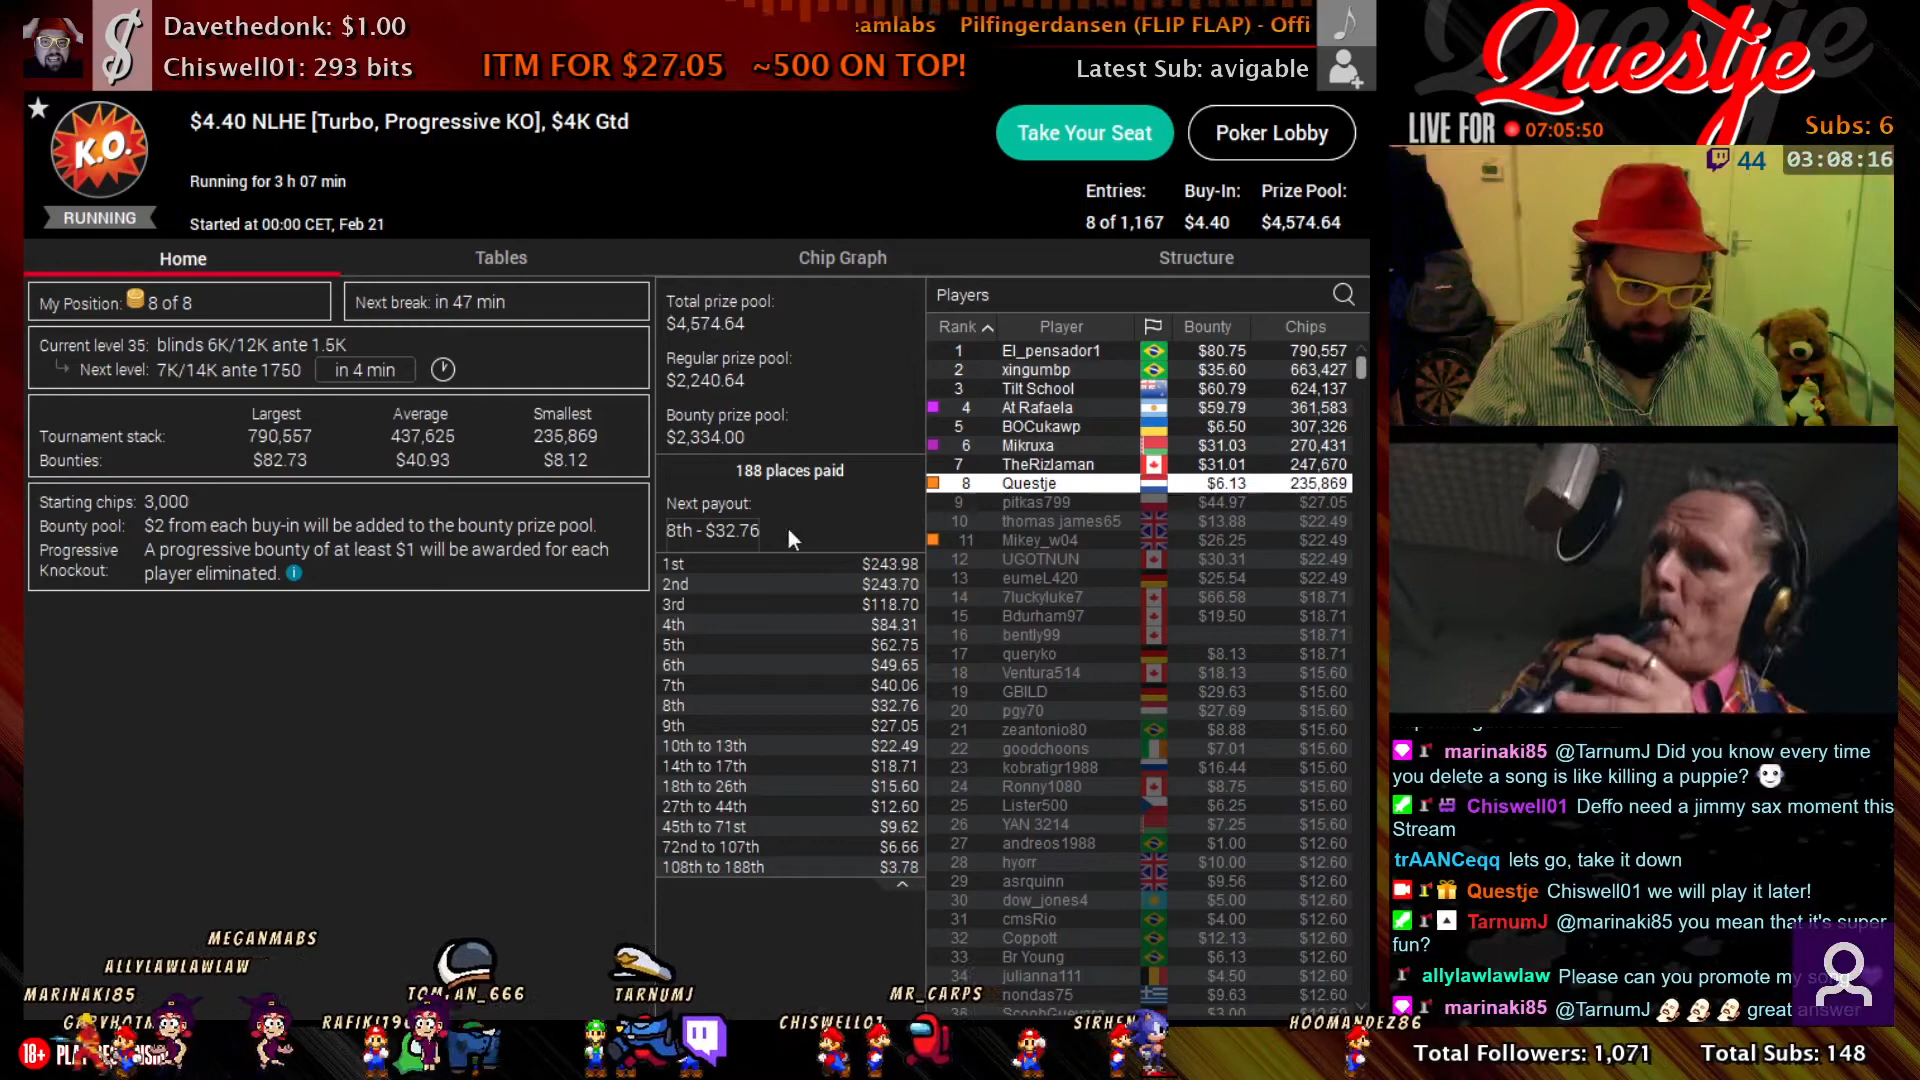 Davethedonk: $1.00
Chiswell01: 293 bits
eamlabs Pilfingerdansen (FLIP FLAP) - Offi
ITM FOR $27.05 ~500 ON TOP!
Latest Sub: avigable
Questje
LIVE FOR 07:05:50
Subs: 6
44 03:08:16
K.O.
RUNNING
$4.40 NLHE [Turbo, Progressive KO], $4K Gtd
Running for 3 h 07 min
Started at 00:00 CET, Feb 21
Take Your Seat
Poker Lobby
Entries: Buy-In: Prize Pool:
8 of 1,167 $4.40 $4,574.64
Home Tables Chip Graph Structure
My Position: 8 of 8
Next break: in 47 min
Current level 35: blinds 6K/12K ante 1.5K
Next level: 7K/14K ante 1750 in 4 min
Largest Average Smallest
Tournament stack: 790,557 437,625 235,869
Bounties: $82.73 $40.93 $8.12
Starting chips: 3,000
Bounty pool: $2 from each buy-in will be added to the bounty prize pool.
Progressive Knockout: A progressive bounty of at least $1 will be awarded for each
player eliminated.
Total prize pool:
$4,574.64
Regular prize pool:
$2,240.64
Bounty prize pool:
$2,334.00
188 places paid
Next payout:
8th - $32.76
1st $243.98
2nd $243.70
3rd $118.70
4th $84.31
5th $62.75
6th $49.65
7th $40.06
8th $32.76
9th $27.05
10th to 13th $22.49
14th to 17th $18.71
18th to 26th $15.60
27th to 44th $12.60
45th to 71st $9.62
72nd to 107th $6.66
108th to 188th $3.78
Players
Rank Player Bounty Chips
1 El_pensador1 $80.75 790,557
2 xingumbp $35.60 663,427
3 Tilt School $60.79 624,137
4 At Rafaela $59.79 361,583
5 BOCukawp $6.50 307,326
6 Mikruxa $31.03 270,431
7 TheRizlaman $31.01 247,670
8 Questje $6.13 235,869
9 pitkas799 $44.97 $27.05
10 thomas james65 $13.88 $22.49
11 Mikey_w04 $26.25 $22.49
12 UGOTNUN $30.31 $22.49
13 eumeL420 $25.54 $22.49
14 7luckyluke7 $66.58 $18.71
15 Bdurham97 $19.50 $18.71
16 bently99 $18.71
17 queryko $8.13 $18.71
18 Ventura514 $18.13 $15.60
19 GBILD $29.63 $15.60
20 pgy70 $27.69 $15.60
21 zeantonio80 $8.88 $15.60
22 goodchoons $7.01 $15.60
23 kobratigr1988 $16.44 $15.60
24 Ronny1080 $8.75 $15.60
25 Lister500 $6.25 $15.60
26 YAN 3214 $7.25 $15.60
27 andreos1988 $1.00 $12.60
28 hyorr $10.00 $12.60
29 asrquinn $9.56 $12.60
30 dow_jones4 $5.00 $12.60
31 cmsRio $4.00 $12.60
32 Coppott $12.13 $12.60
33 Br Young $6.13 $12.60
34 julianna111 $4.50 $12.60
nondas75 $9.63 $12.60
marinaki85 @TarnumJ Did you know every time
you delete a song is like killing a puppie?
Chiswell01 Deffo need a jimmy sax moment this
Stream
trAANCeqq lets go, take it down
Questje Chiswell01 we will play it later!
TarnumJ @marinaki85 you mean that it's super
fun?
allylawlawlaw Please can you promote my song
marinaki85 @TarnumJ great answer
MEGANMABS
ALLYLAWLAWLAW
MARINAKI85
TARNUMJ
MR_CARPS
CHISWELL01
HOOMANDEZ86
18+
Total Followers: 1,071 Total Subs: 148